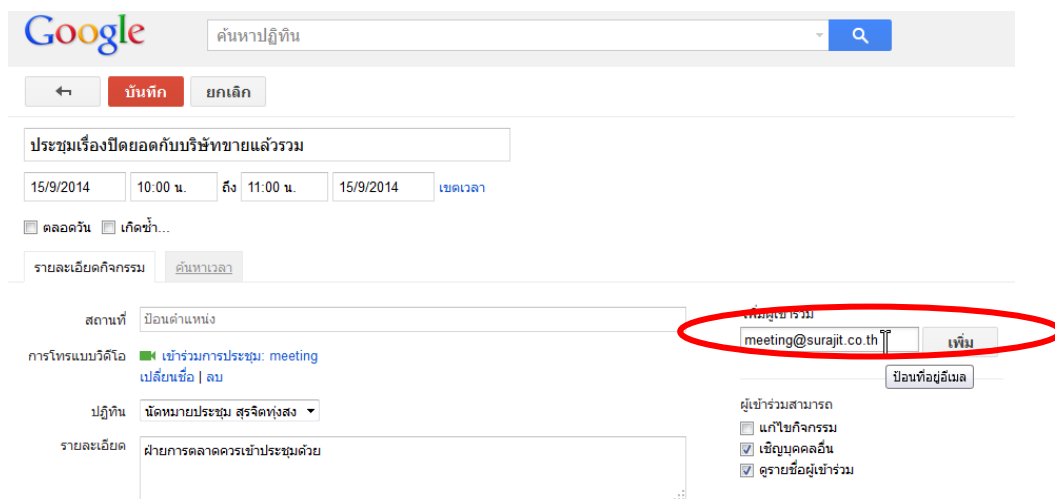 Google ค้นหาปฏิทิน
บันทึก ยกเลิก
ประชุมเรื่องปิดยอดกับบริษัทขายแล้วรวม
15/9/2014 10:00 น. ถึง 11:00 น. 15/9/2014 เขตเวลา
ตลอดวัน เกิดซ้ำ...
รายละเอียดกิจกรรม ค้นหาเวลา
เพิ่มผู้เข้าร่วม
สถานที่ ป้อนตำแหน่ง
meeting@surajit.co.th เพิ่ม
การโทรแบบวิดีโอ เข้าร่วมการประชุม: meeting
เปลี่ยนชื่อ | ลบ
ป้อนที่อยู่อีเมล
ปฏิทิน นัดหมายประชุม สุรจิตทุ่งสง
ผู้เข้าร่วมสามารถ
แก้ไขกิจกรรม
รายละเอียด ฝ่ายการตลาดควรเข้าประชุมด้วย
เชิญบุคคลอื่น
ดูรายชื่อผู้เข้าร่วม